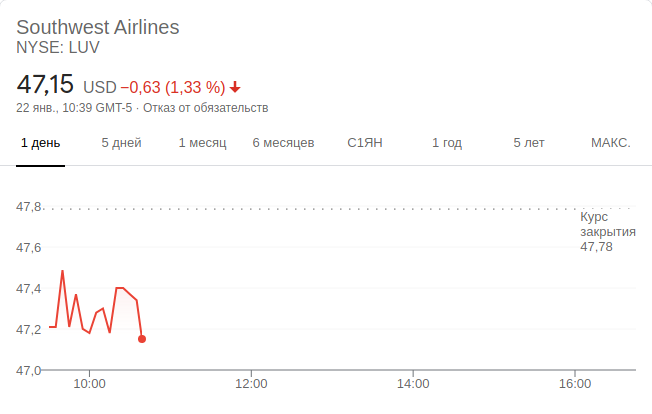 Southwest Airlines
NYSE: LUV
47,15 USD −0,63 (1,33 %)
22 янв., 10:39 GMT-5 · Отказ от обязательств
1 день 5 дней 1 месяц 6 месяцев С1ЯН 1 год 5 лет МАКС.
47,8
Курс
закрытия
47,78
47,6
47,4
47,2
47,0
10:00 12:00 14:00 16:00